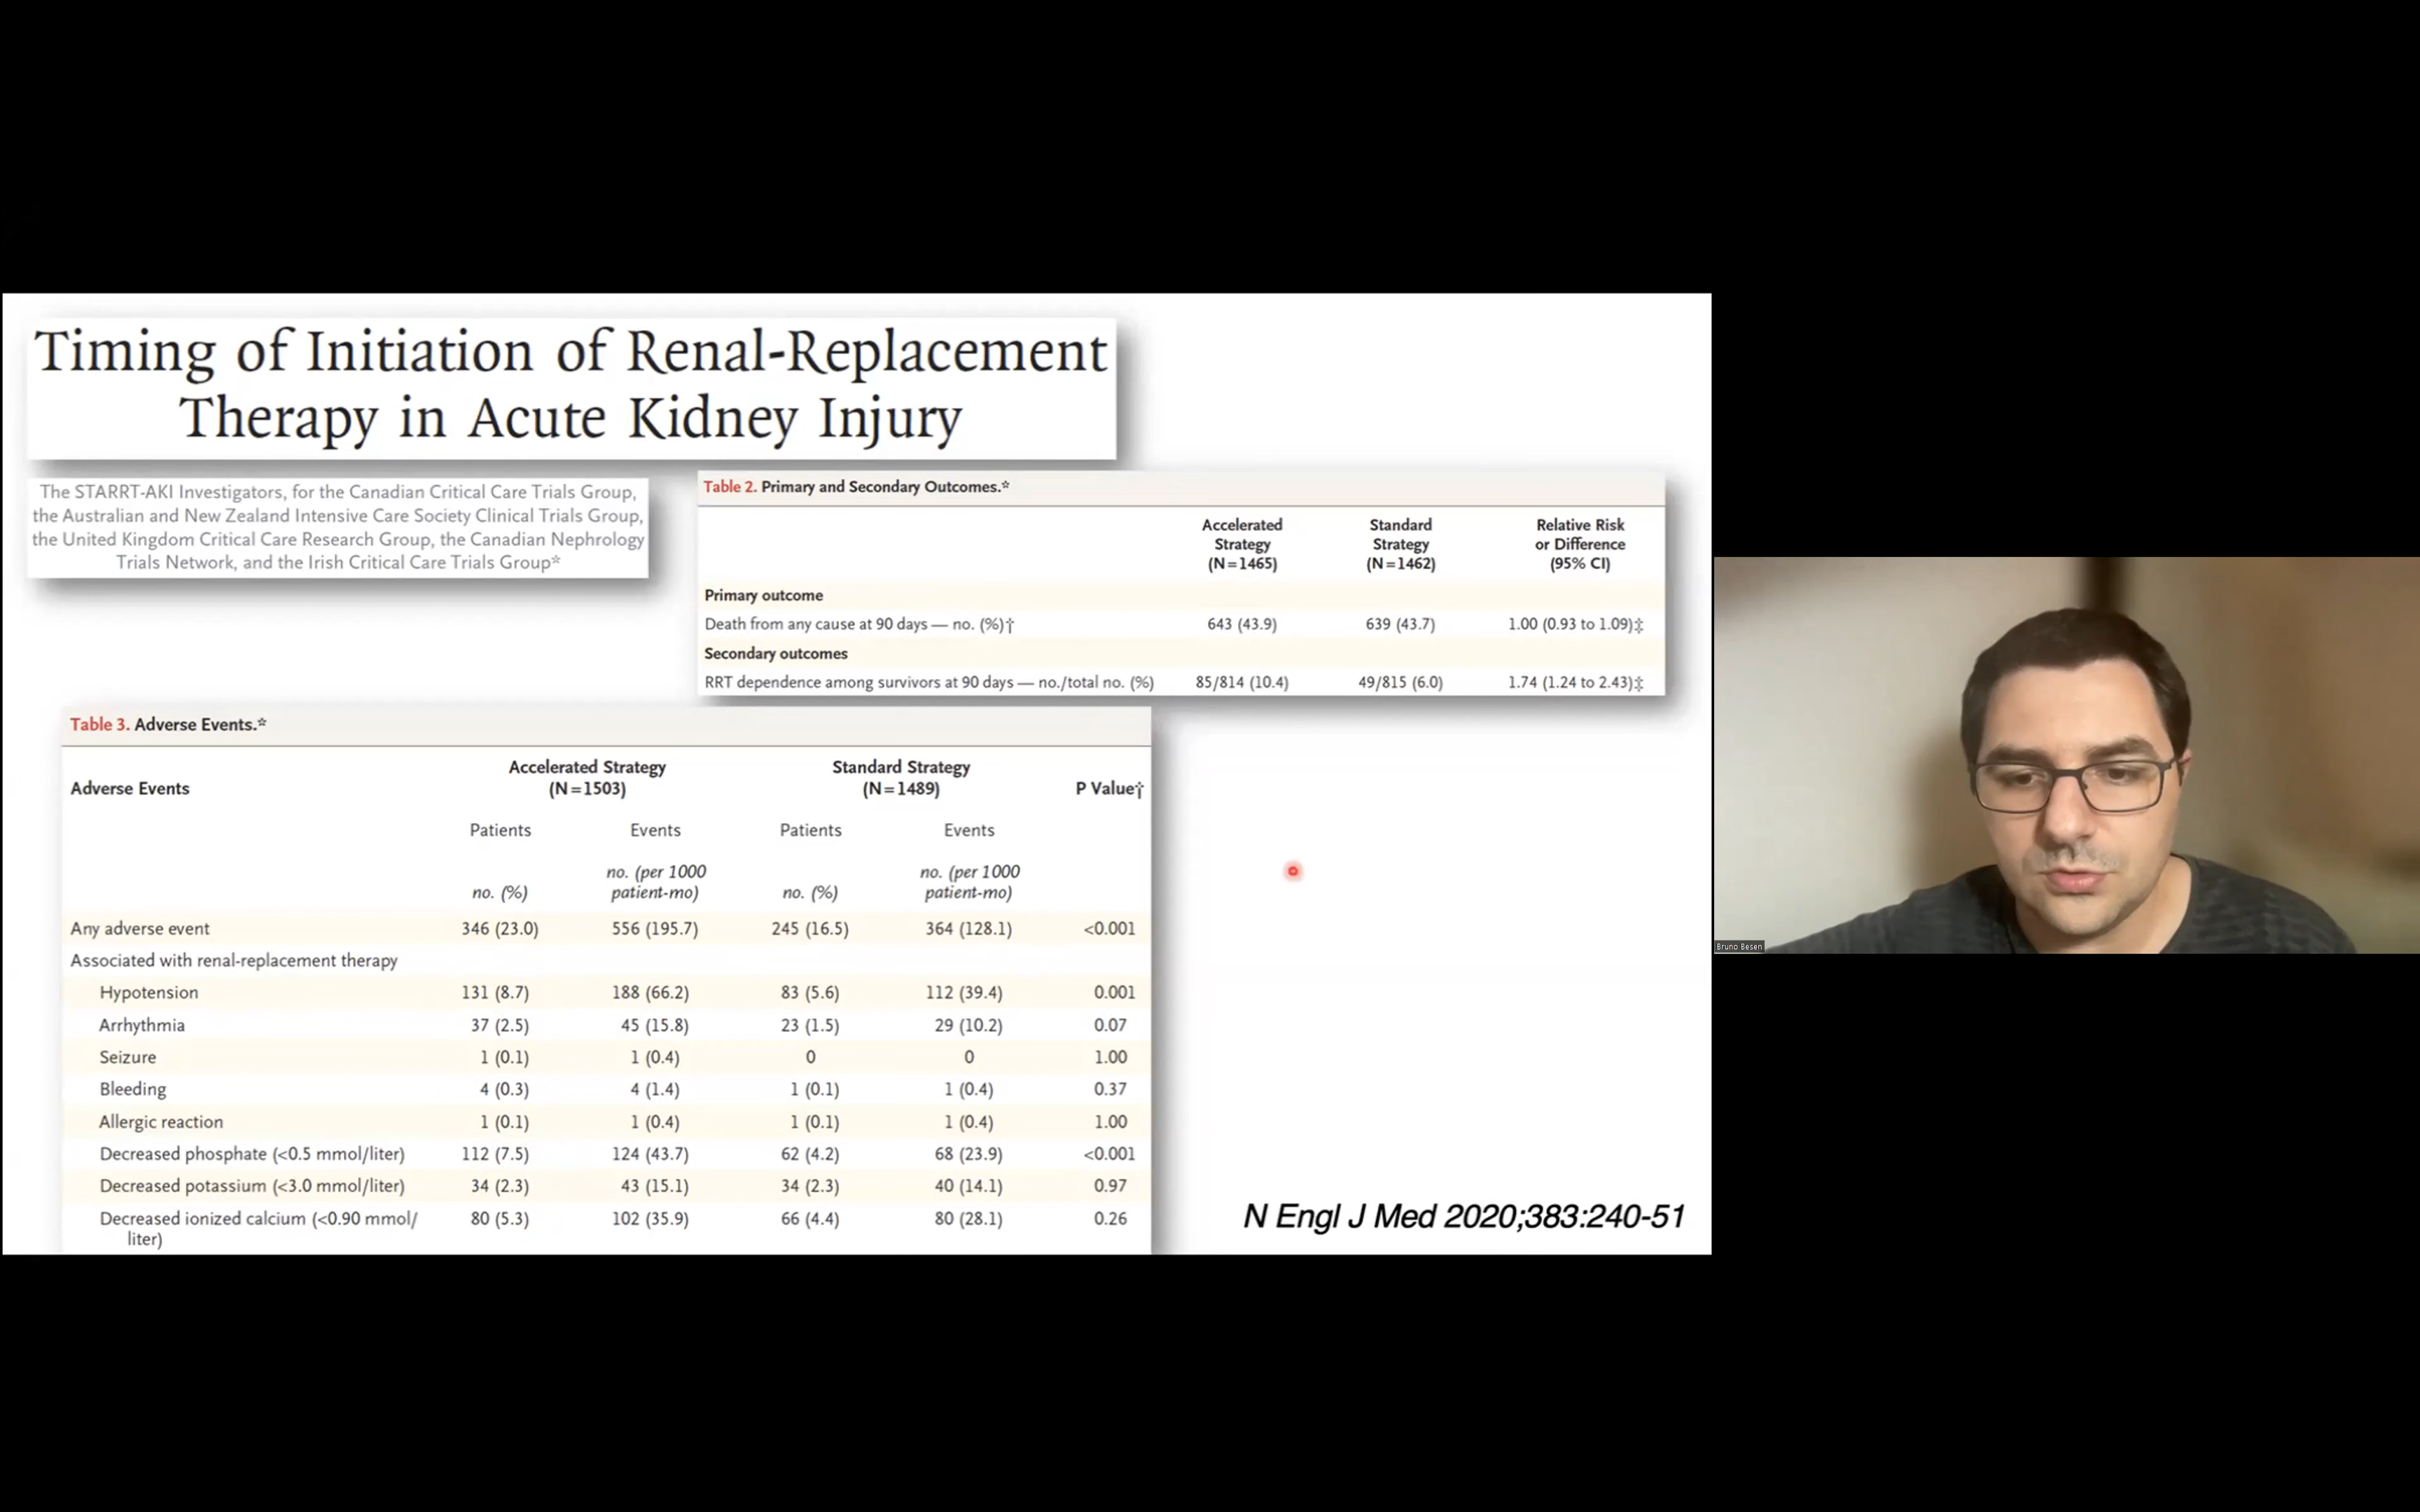 Timing of Initiation of Renal-Replacement
Therapy in Acute Kidney Injury
The STARRT-AKI Investigators, for the Canadian Critical Care Trials Group,
the Australian and New Zealand Intensive Care Society Clinical Trials Group,
the United Kingdom Critical Care Research Group, the Canadian Nephrology
Trials Network, and the Irish Critical Care Trials Group*
Table 2. Primary and Secondary Outcomes.*
Accelerated Strategy (N=1465) Standard Strategy (N=1462) Relative Risk or Difference (95% CI)
Primary outcome
Death from any cause at 90 days — no. (%)† 643 (43.9) 639 (43.7) 1.00 (0.93 to 1.09)‡
Secondary outcomes
RRT dependence among survivors at 90 days — no./total no. (%) 85/814 (10.4) 49/815 (6.0) 1.74 (1.24 to 2.43)‡
Table 3. Adverse Events.*
Adverse Events Accelerated Strategy (N=1503) Standard Strategy (N=1489) P Value†
Patients Events Patients Events
no. (%) no. (per 1000 patient-mo) no. (%) no. (per 1000 patient-mo)
Any adverse event 346 (23.0) 556 (195.7) 245 (16.5) 364 (128.1) <0.001
Associated with renal-replacement therapy
Hypotension 131 (8.7) 188 (66.2) 83 (5.6) 112 (39.4) 0.001
Arrhythmia 37 (2.5) 45 (15.8) 23 (1.5) 29 (10.2) 0.07
Seizure 1 (0.1) 1 (0.4) 0 0 1.00
Bleeding 4 (0.3) 4 (1.4) 1 (0.1) 1 (0.4) 0.37
Allergic reaction 1 (0.1) 1 (0.4) 1 (0.1) 1 (0.4) 1.00
Decreased phosphate (<0.5 mmol/liter) 112 (7.5) 124 (43.7) 62 (4.2) 68 (23.9) <0.001
Decreased potassium (<3.0 mmol/liter) 34 (2.3) 43 (15.1) 34 (2.3) 40 (14.1) 0.97
Decreased ionized calcium (<0.90 mmol/ 80 (5.3) 102 (35.9) 66 (4.4) 80 (28.1) 0.26
liter)
N Engl J Med 2020;383:240-51
Bruno Besen